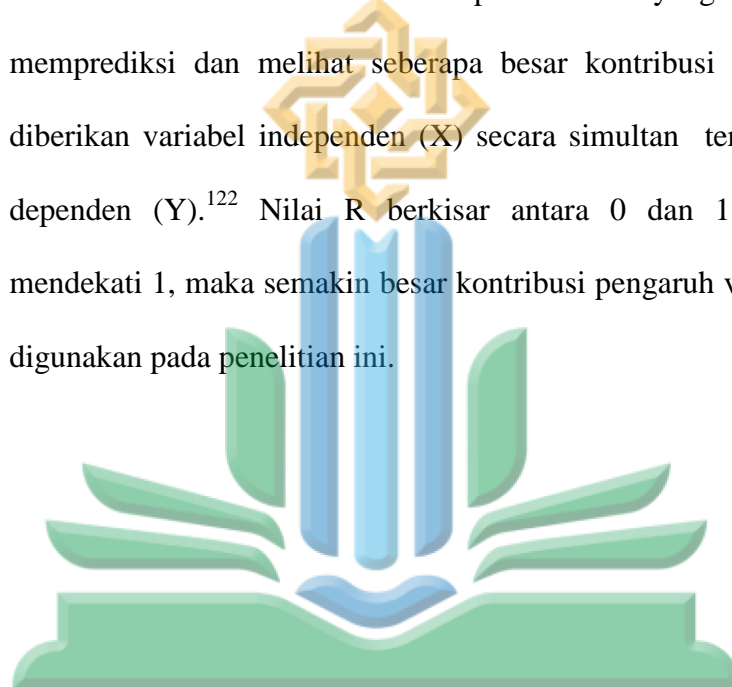 yang
memprediksi dan melihat seberapa besar kontribusi
diberikan variabel independen (X) secara simultan ter
dependen (Y).122 Nilai R berkisar antara 0 dan 1
mendekati 1, maka semakin besar kontribusi pengaruh v
digunakan pada penelitian ini.